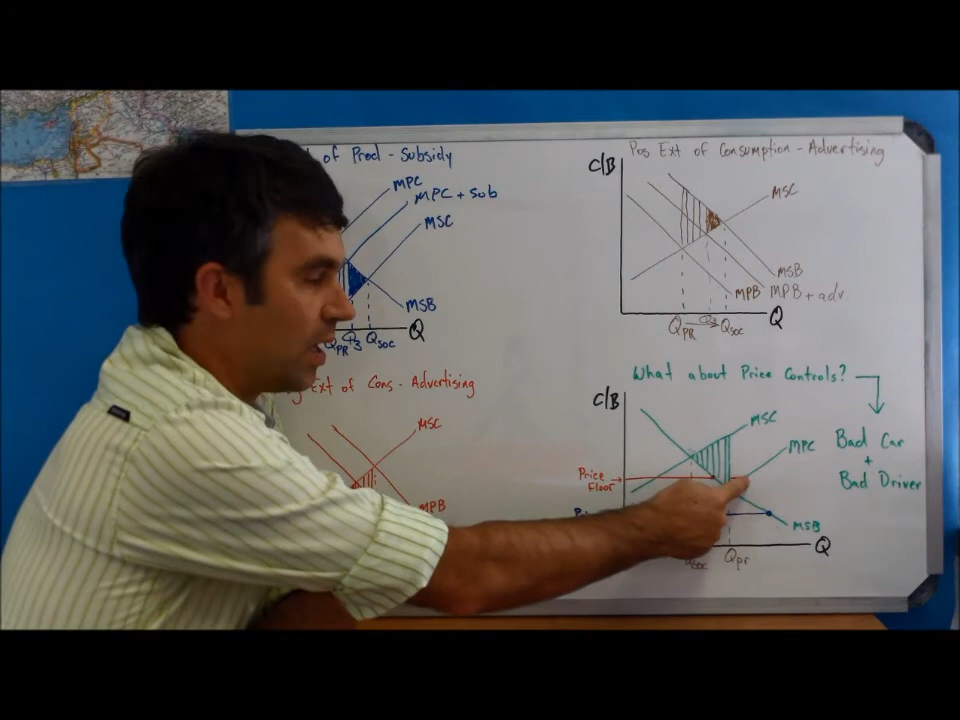 of Prod - Subsidy
MPC
MPC + Sub
MSC
MSB
QPR Q3 Qsoc Q
Pos Ext of Consumption - Advertising
C/B
MSC
MSB
MPB MPB + adv.
QPR Q3 Qsoc Q
Ext of Cons - Advertising
MSC
MPB
What about Price Controls?
C/B
MSC
MPC
Price
Floor
MSB
Qpr Q
Bad Car
+
Bad Driver